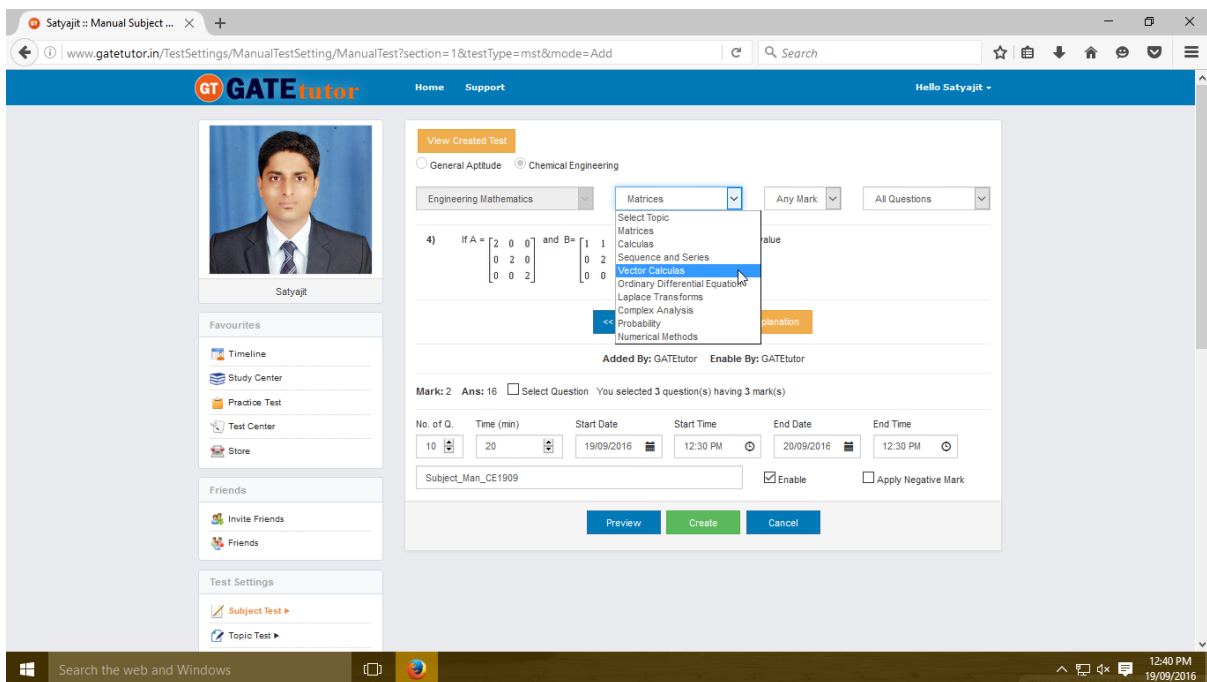 Satyajit :: Manual Subject ...
www.gatetutor.in/TestSettings/ManualTestSetting/ManualTest?section=1&testType=mst&mode=Add
Search
GT GATEtutor
Home Support Hello Satyajit
Satyajit
Favourites
Timeline
Study Center
Practice Test
Test Center
Store
Friends
Invite Friends
Friends
Test Settings
Subject Test
Topic Test
View Created Test
General Aptitude Chemical Engineering
Engineering Mathematics Matrices Any Mark All Questions
Select Topic
Matrices
Calculas
Sequence and Series
Vector Calculas
Ordinary Differential Equation
Laplace Transforms
Complex Analysis
Probability
Numerical Methods
4) If A = [2 0 0] and B= [1 1
0 2 0 0 2
0 0 2 0 0
<<
Added By: GATEtutor Enable By: GATEtutor
Mark: 2 Ans: 16 Select Question You selected 3 question(s) having 3 mark(s)
No. of Q. Time (min) Start Date Start Time End Date End Time
10 20 19/09/2016 12:30 PM 20/09/2016 12:30 PM
Subject_Man_CE1909 Enable Apply Negative Mark
Preview Create Cancel
Search the web and Windows
12:40 PM
19/09/2016